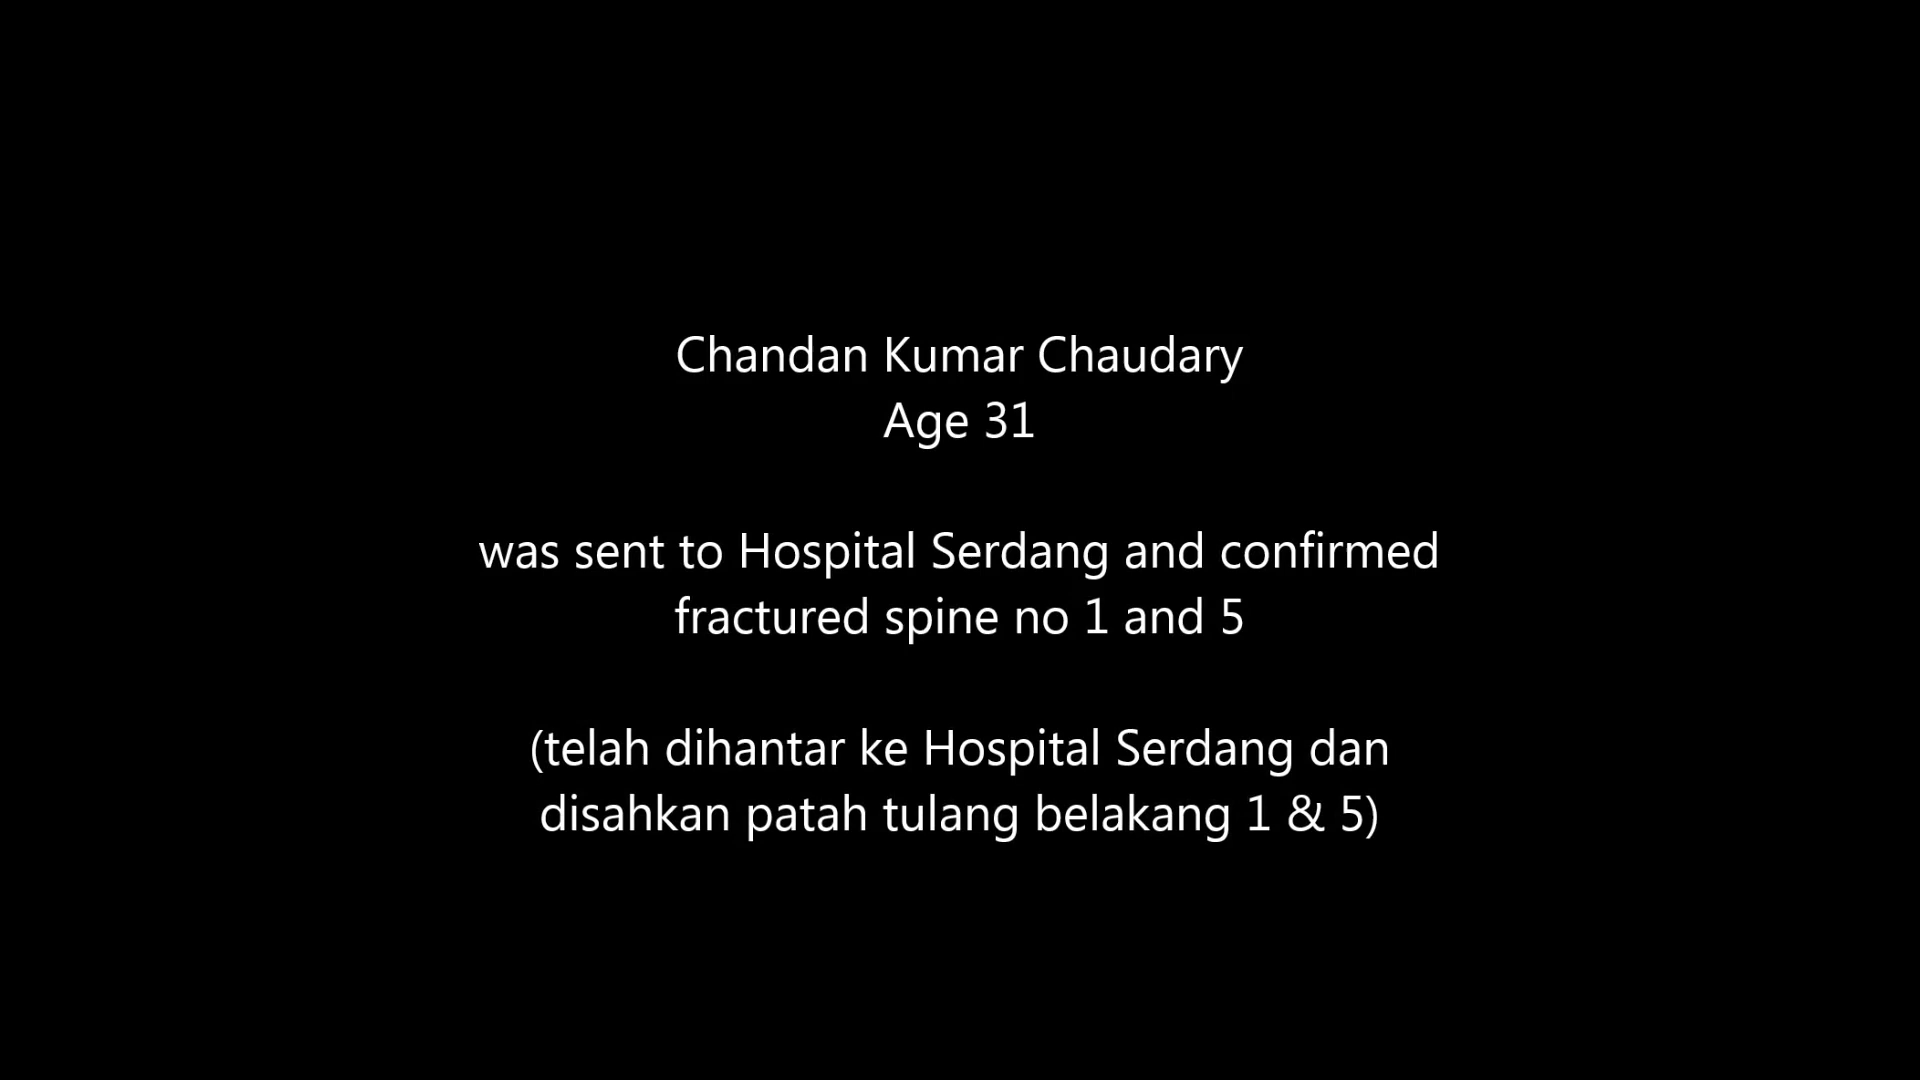 Chandan Kumar Chaudary
Age 31
was sent to Hospital Serdang and confirmed
fractured spine no 1 and 5
(telah dihantar ke Hospital Serdang dan
disahkan patah tulang belakang 1 & 5)